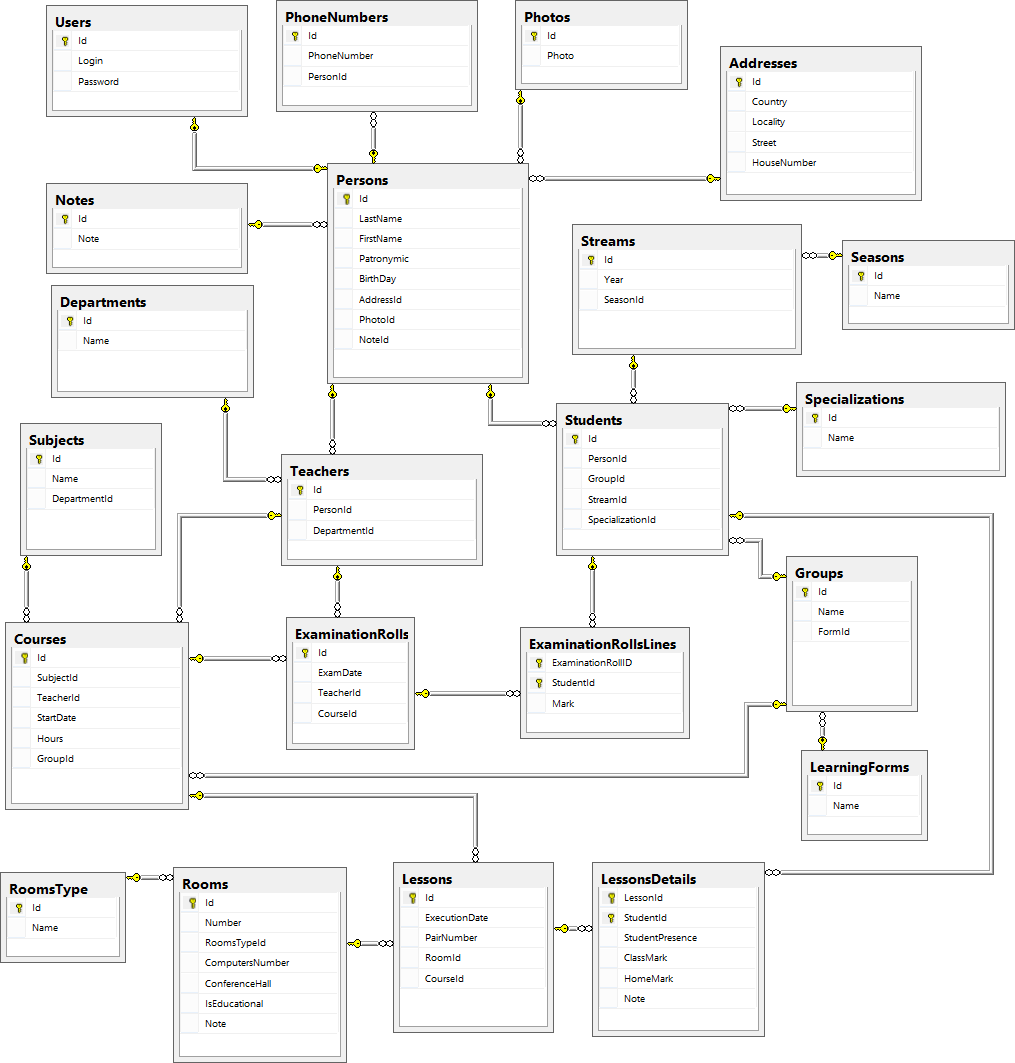 Users
Id
Login
Password
PhoneNumbers
Id
PhoneNumber
PersonId
Photos
Id
Photo
Addresses
Id
Country
Locality
Street
HouseNumber
Notes
Id
Note
Persons
Id
LastName
FirstName
Patronymic
BirthDay
AddressId
PhotoId
NoteId
Streams
Id
Year
SeasonId
Seasons
Id
Name
Departments
Id
Name
Specializations
Id
Name
Subjects
Id
Name
DepartmentId
Teachers
Id
PersonId
DepartmentId
Students
Id
PersonId
GroupId
StreamId
SpecializationId
Groups
Id
Name
FormId
Courses
Id
SubjectId
TeacherId
StartDate
Hours
GroupId
ExaminationRolls
Id
ExamDate
TeacherId
CourseId
ExaminationRollsLines
ExaminationRollID
StudentId
Mark
LearningForms
Id
Name
RoomsType
Id
Name
Rooms
Id
Number
RoomsTypeId
ComputersNumber
ConferenceHall
IsEducational
Note
Lessons
Id
ExecutionDate
PairNumber
RoomId
CourseId
LessonsDetails
LessonId
StudentId
StudentPresence
ClassMark
HomeMark
Note